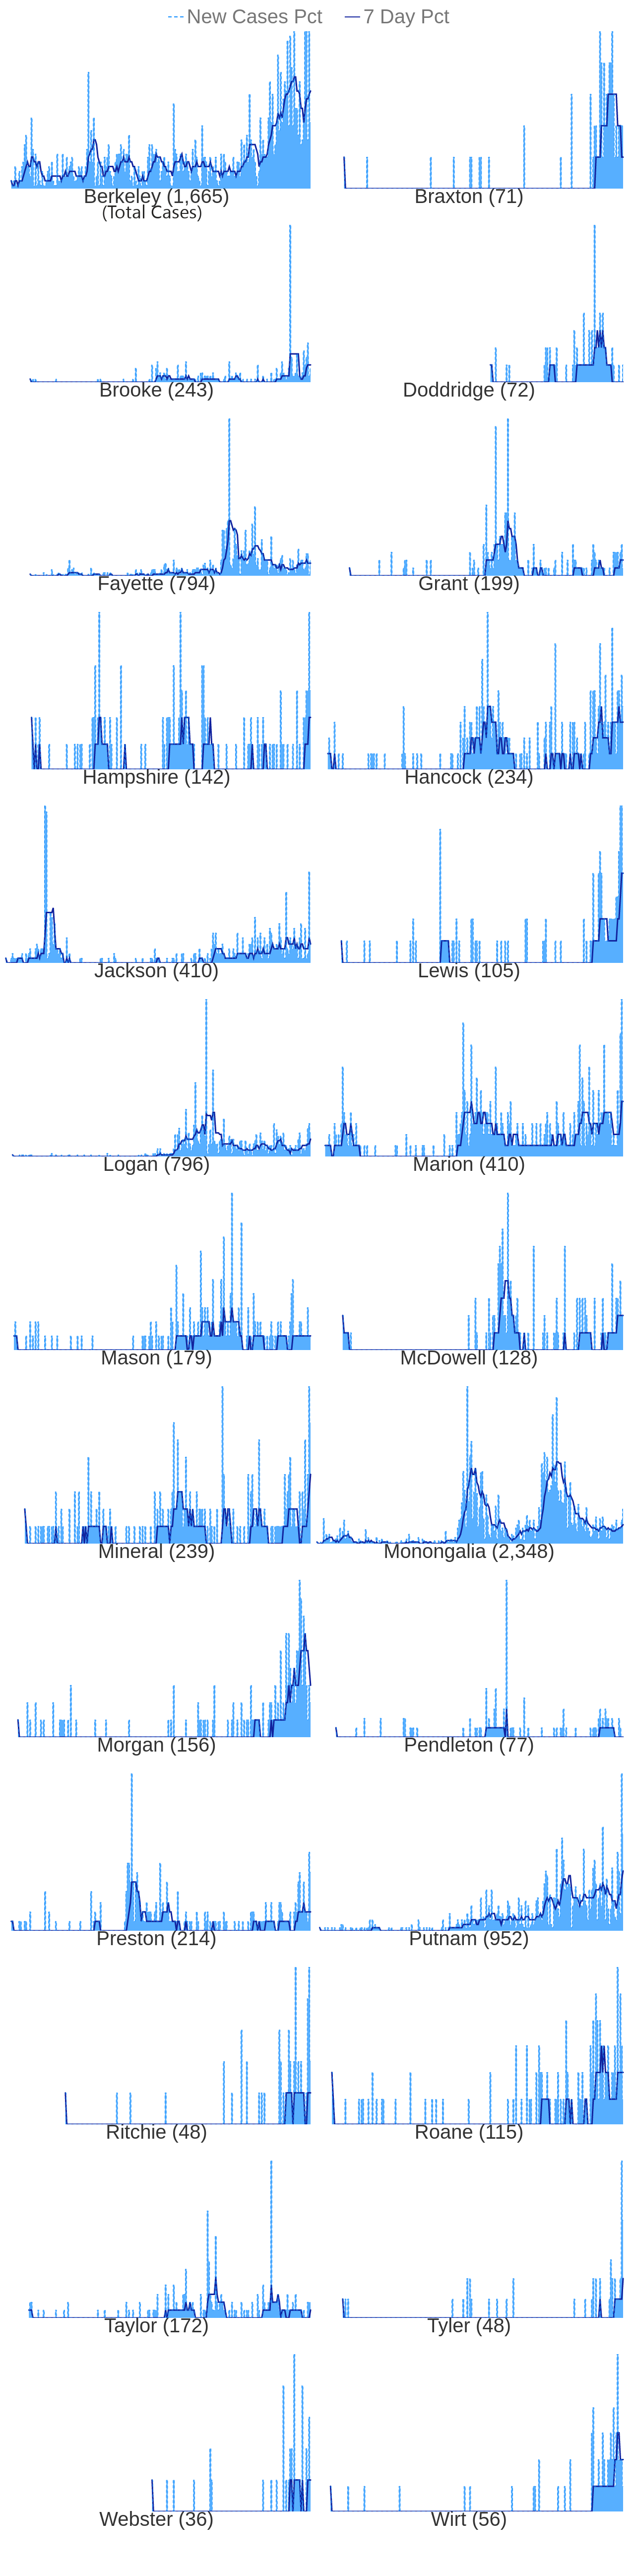 New Cases Pct 7 Day Pct
Berkeley (1,665) Braxton (71)
(Total Cases)
Brooke (243) Doddridge (72)
Fayette (794) Grant (199)
Hampshire (142) Hancock (234)
Jackson (410) Lewis (105)
Logan (796) Marion (410)
Mason (179) McDowell (128)
Mineral (239) Monongalia (2,348)
Morgan (156) Pendleton (77)
Preston (214) Putnam (952)
Ritchie (48) Roane (115)
Taylor (172) Tyler (48)
Webster (36) Wirt (56)